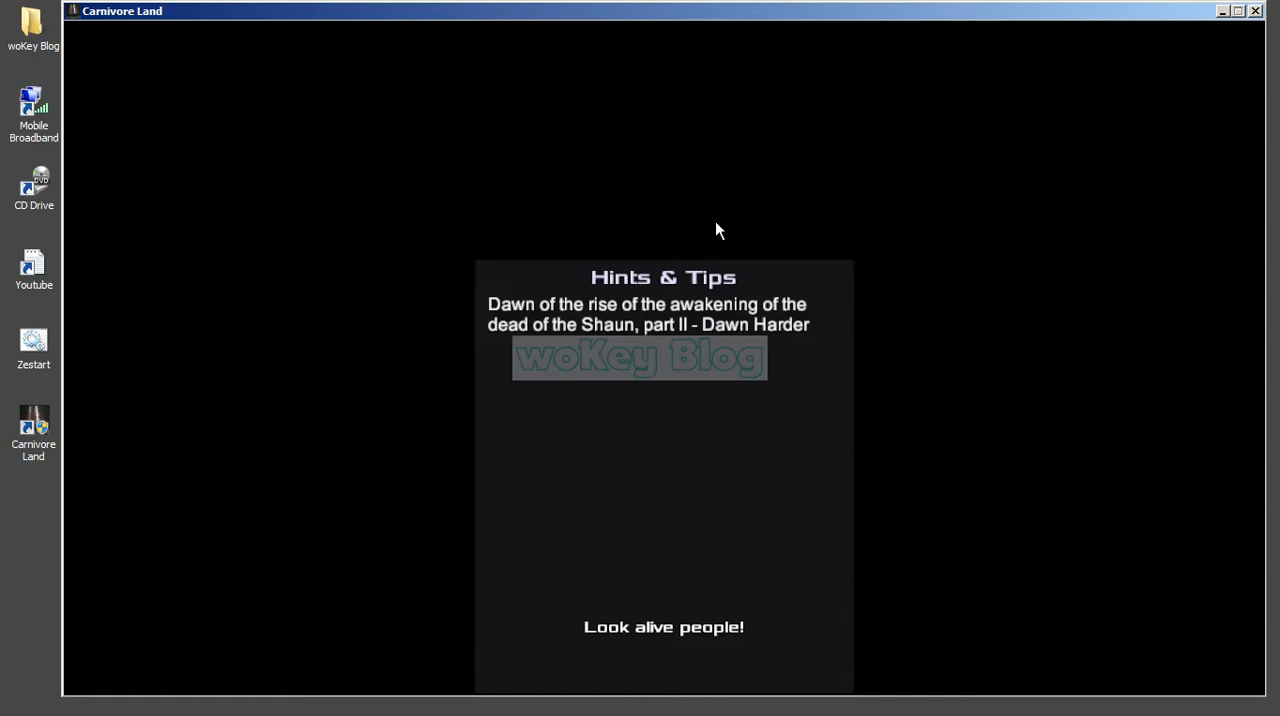 Carnivore Land
woKey Blog
Mobile
Broadband
DVD
CD Drive
Youtube
Zestart
Carnivore
Land
Hints & Tips
Dawn of the rise of the awakening of the
dead of the Shaun, part II - Dawn Harder
woKey Blog
Look alive people!